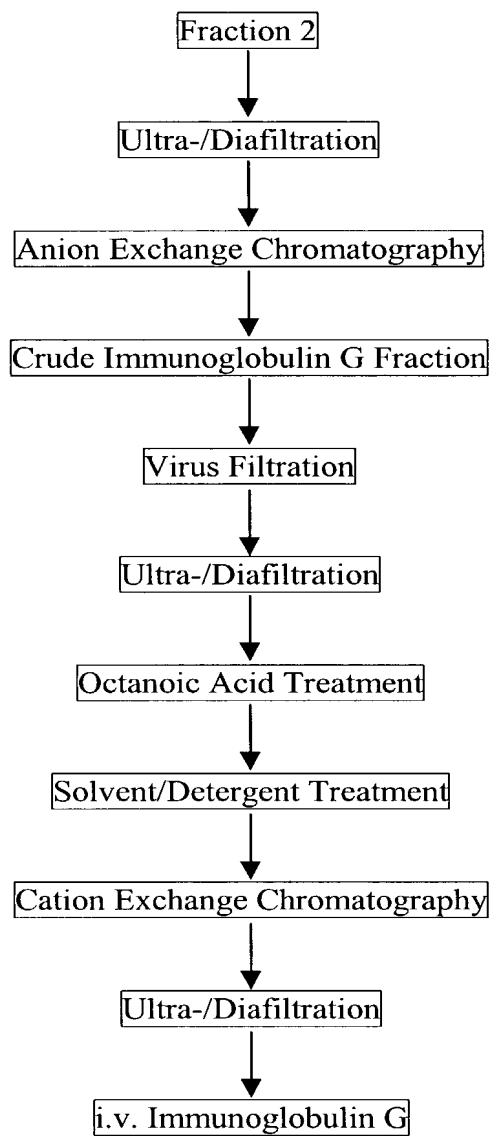 Fraction 2
Ultra-/Diafiltration
Anion Exchange Chromatography
Crude Immunoglobulin G Fraction
Virus Filtration
Ultra-/Diafiltration
Octanoic Acid Treatment
Solvent/Detergent Treatment
Cation Exchange Chromatography
Ultra-/Diafiltration
i.v. Immunoglobulin G